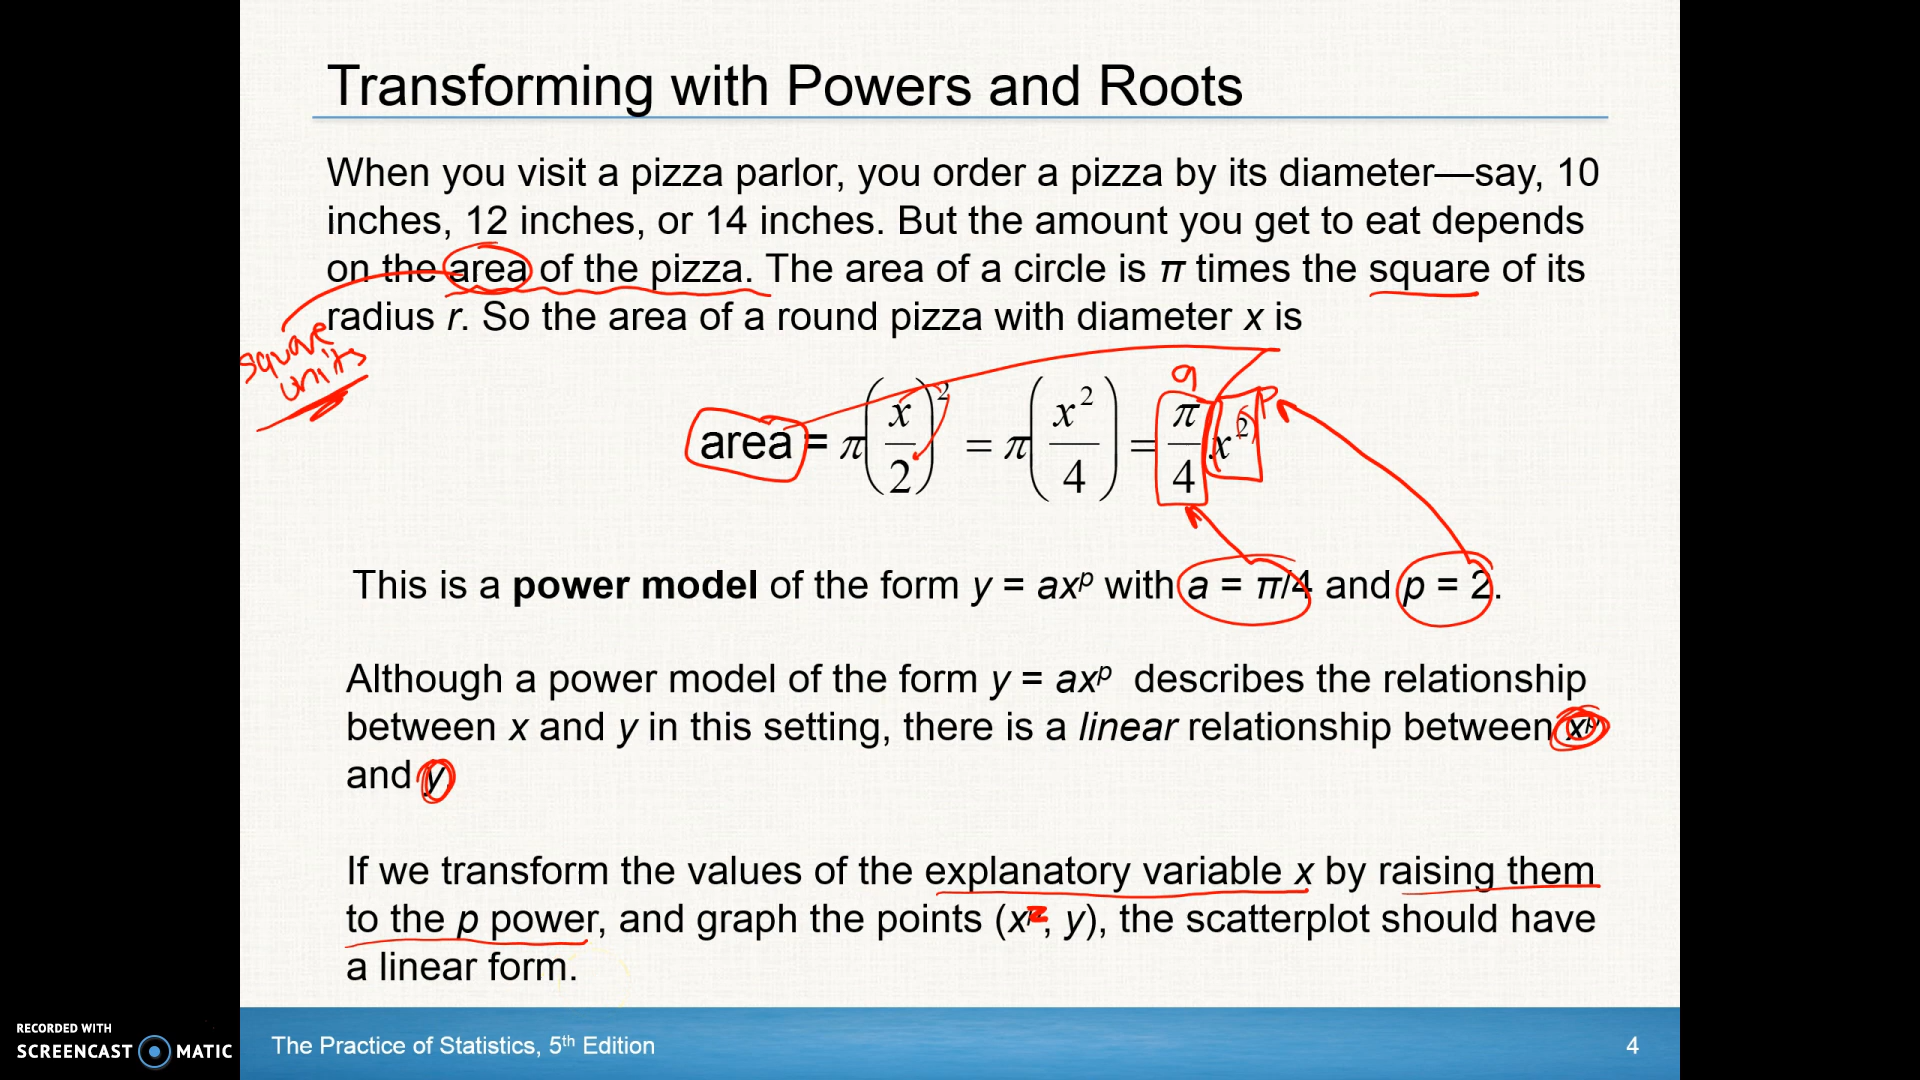 Transforming with Powers and Roots
When you visit a pizza parlor, you order a pizza by its diameter—say, 10
inches, 12 inches, or 14 inches. But the amount you get to eat depends
on the area of the pizza. The area of a circle is π times the square of its
radius r. So the area of a round pizza with diameter x is
square
units
a
p
area = π(x/2)² = π(x²/4) = π/4 x²
This is a power model of the form y = axᵖ with a = π/4 and p = 2.
Although a power model of the form y = axᵖ describes the relationship
between x and y in this setting, there is a linear relationship between xᵖ
and y.
If we transform the values of the explanatory variable x by raising them
to the p power, and graph the points (x², y), the scatterplot should have
a linear form.
RECORDED WITH
SCREENCAST MATIC
The Practice of Statistics, 5th Edition
4